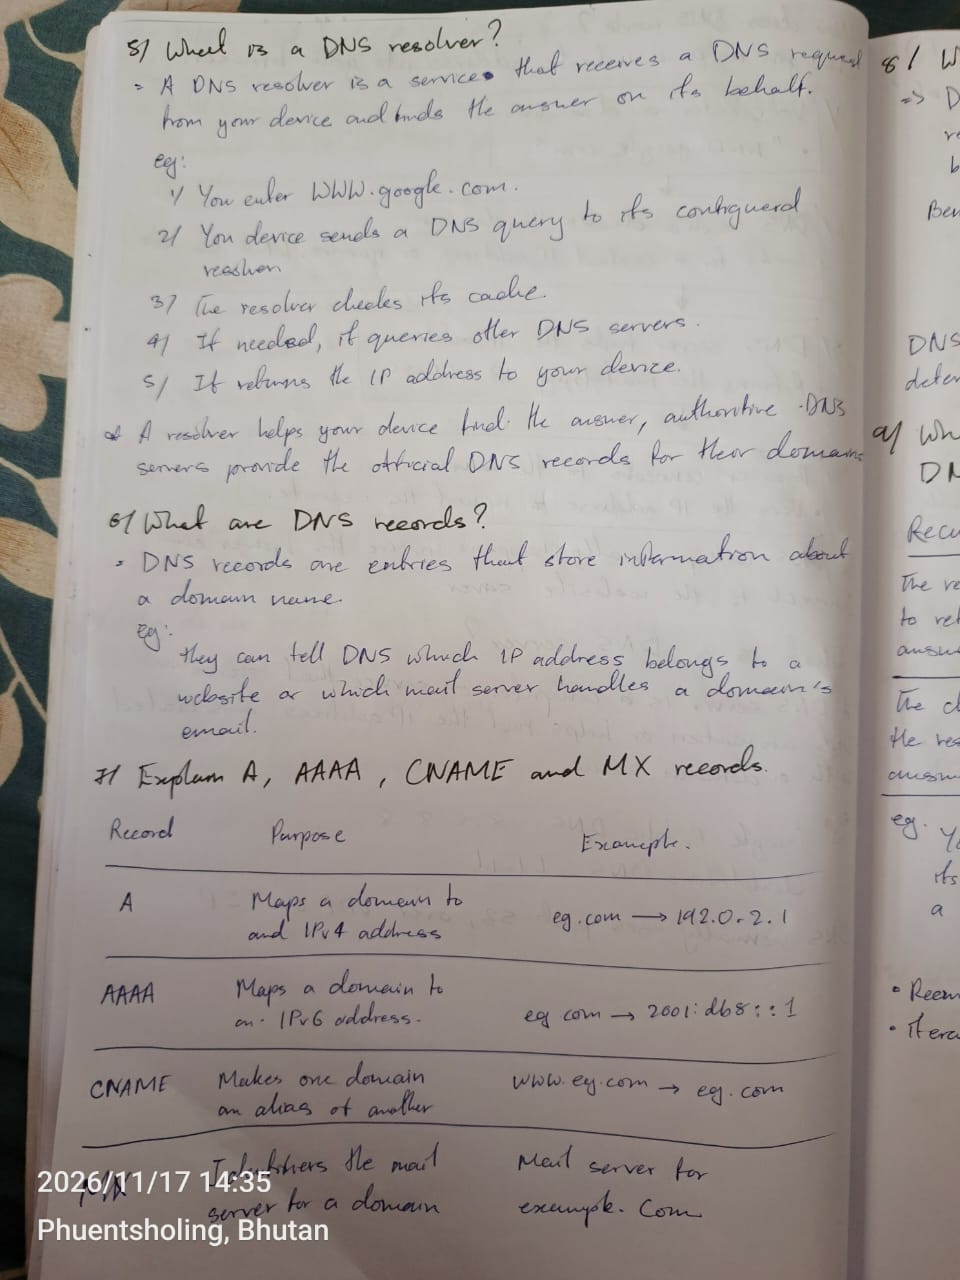 5/ What is a DNS resolver?
A DNS resolver is a service that receives a DNS request
from your device and finds the answer on its behalf.
eg:
1/ You enter WWW.google.com.
2/ You device sends a DNS query to its contiguerd
3/ The resolver checks its cache.
4/ If needed, it queries other DNS servers.
5/ It returns the IP address to your device.
A resolver helps your device find the answer, authoritive DNS
servers provide the official DNS records for their domains
6/ What are DNS records?
DNS records are entries that store information about
a domain name.
eg:
they can tell DNS which IP address belongs to a
website or which mail server handles a domain's
email.
7/ Explain A, AAAA, CNAME and MX records.
Record Purpose Example.
A Maps a domain to
and IPv4 address eg.com → 192.0.2.1
AAAA Maps a domain to
an IPv6 address. eg com → 2001:db8::1
CNAME Makes one domain www.eg.com → eg.com
an alias of another
MX the mail Mail server for
server for a domain example.com
8/ W
=> D
re
b
Ben
DNS
deter
9/ Wh
DN
Recu
The re
to ret
answ
The cl
the res
answ
eg. Yo
its
a
• Recu
• itera
2026/11/17 14:35
Phuentsholing, Bhutan